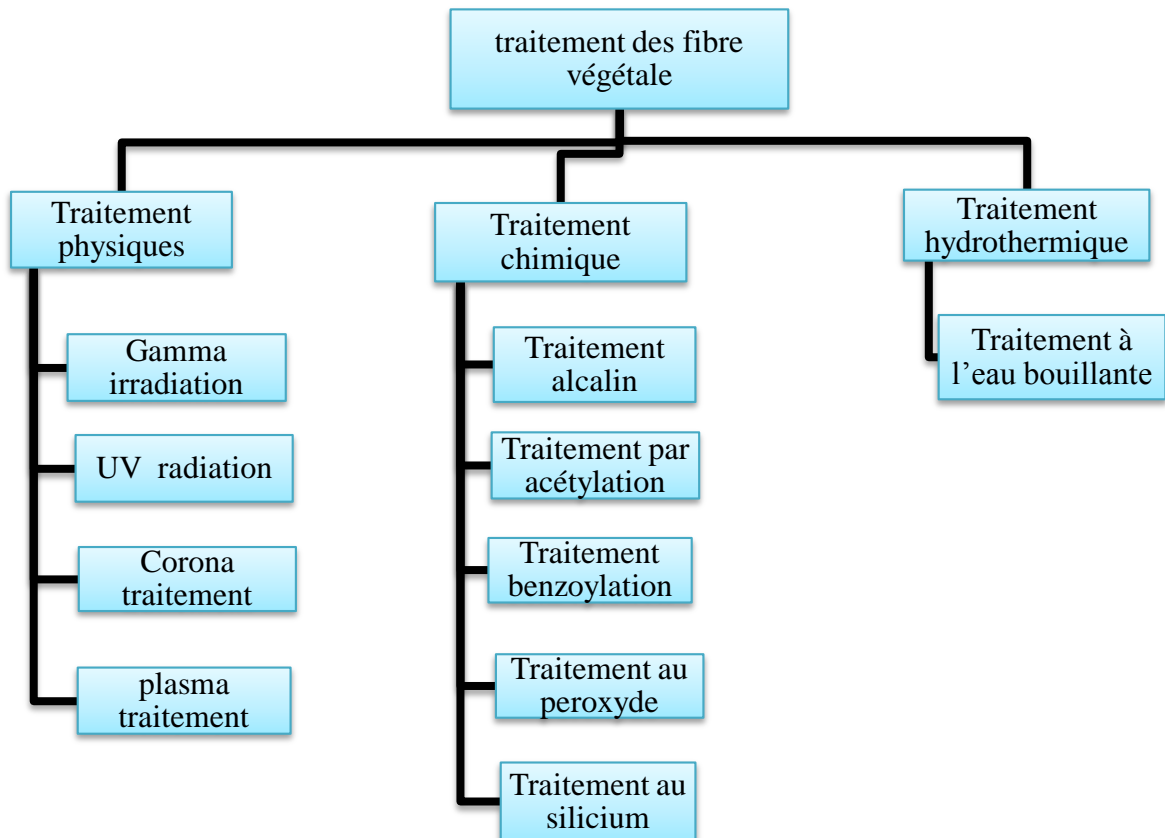 traitement des fibre
végétale
Traitement
physiques
Gamma
irradiation
UV radiation
Corona
traitement
plasma
traitement
Traitement
chimique
Traitement
alcalin
Traitement par
acétylation
Traitement
benzoylation
Traitement au
peroxyde
Traitement au
silicium
Traitement
hydrothermique
Traitement à
l’eau bouillante